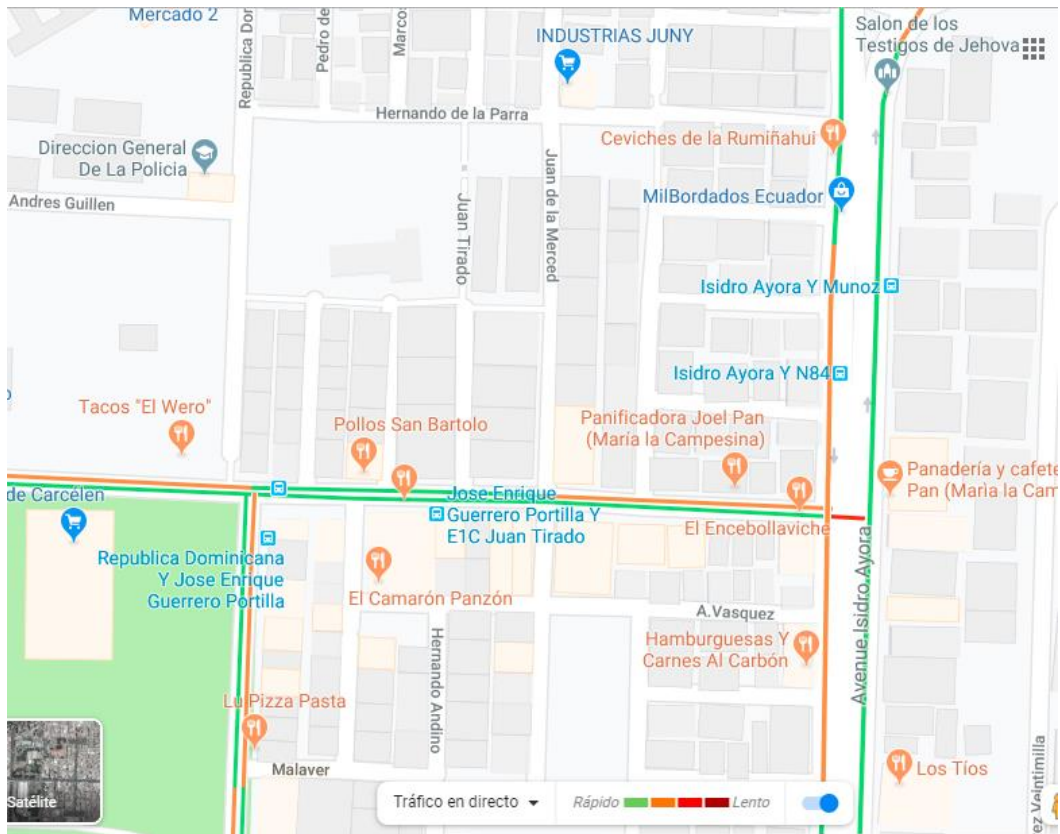 Mercado 2
Republica Dor
Pedro de
Marco
INDUSTRIAS JUNY
Salon de los
Testigos de Jehova
Hernando de la Parra
Ceviches de la Rumiñahui
Direccion General
De La Policia
Andres Guillen
Juan Tirado
Juan de la Merced
MilBordados Ecuador
Isidro Ayora Y Munoz
Isidro Ayora Y N84
Tacos "El Wero"
Pollos San Bartolo
Panificadora Joel Pan
(María la Campesina)
Panadería y cafete
Pan (Marìa la Cam
de Carcélen
Jose Enrique
Guerrero Portilla Y
E1C Juan Tirado
El Encebollaviche
Republica Dominicana
Y Jose Enrique
Guerrero Portilla
El Camarón Panzón
A.Vasquez
Avenue Isidro Ayora
Hamburguesas Y
Carnes Al Carbón
Hernando Andino
Lu Pizza Pasta
Malaver
Los Tíos
ez Veintimilla
Satélite
Tráfico en directo
Rápido
Lento